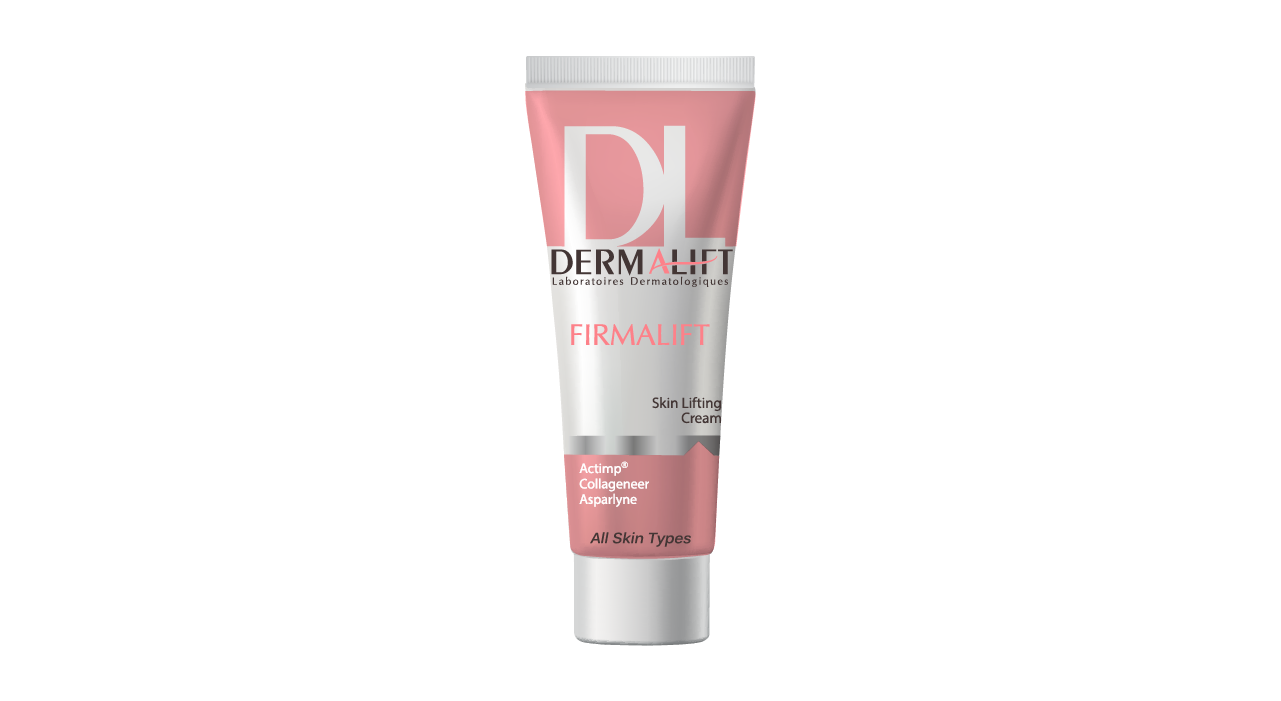 DL
DERMALIFT
Laboratoires Dermatologiques
FIRMALIFT
Skin Lifting
Cream
Actimp®
Collageneer
Asparlyne
All Skin Types